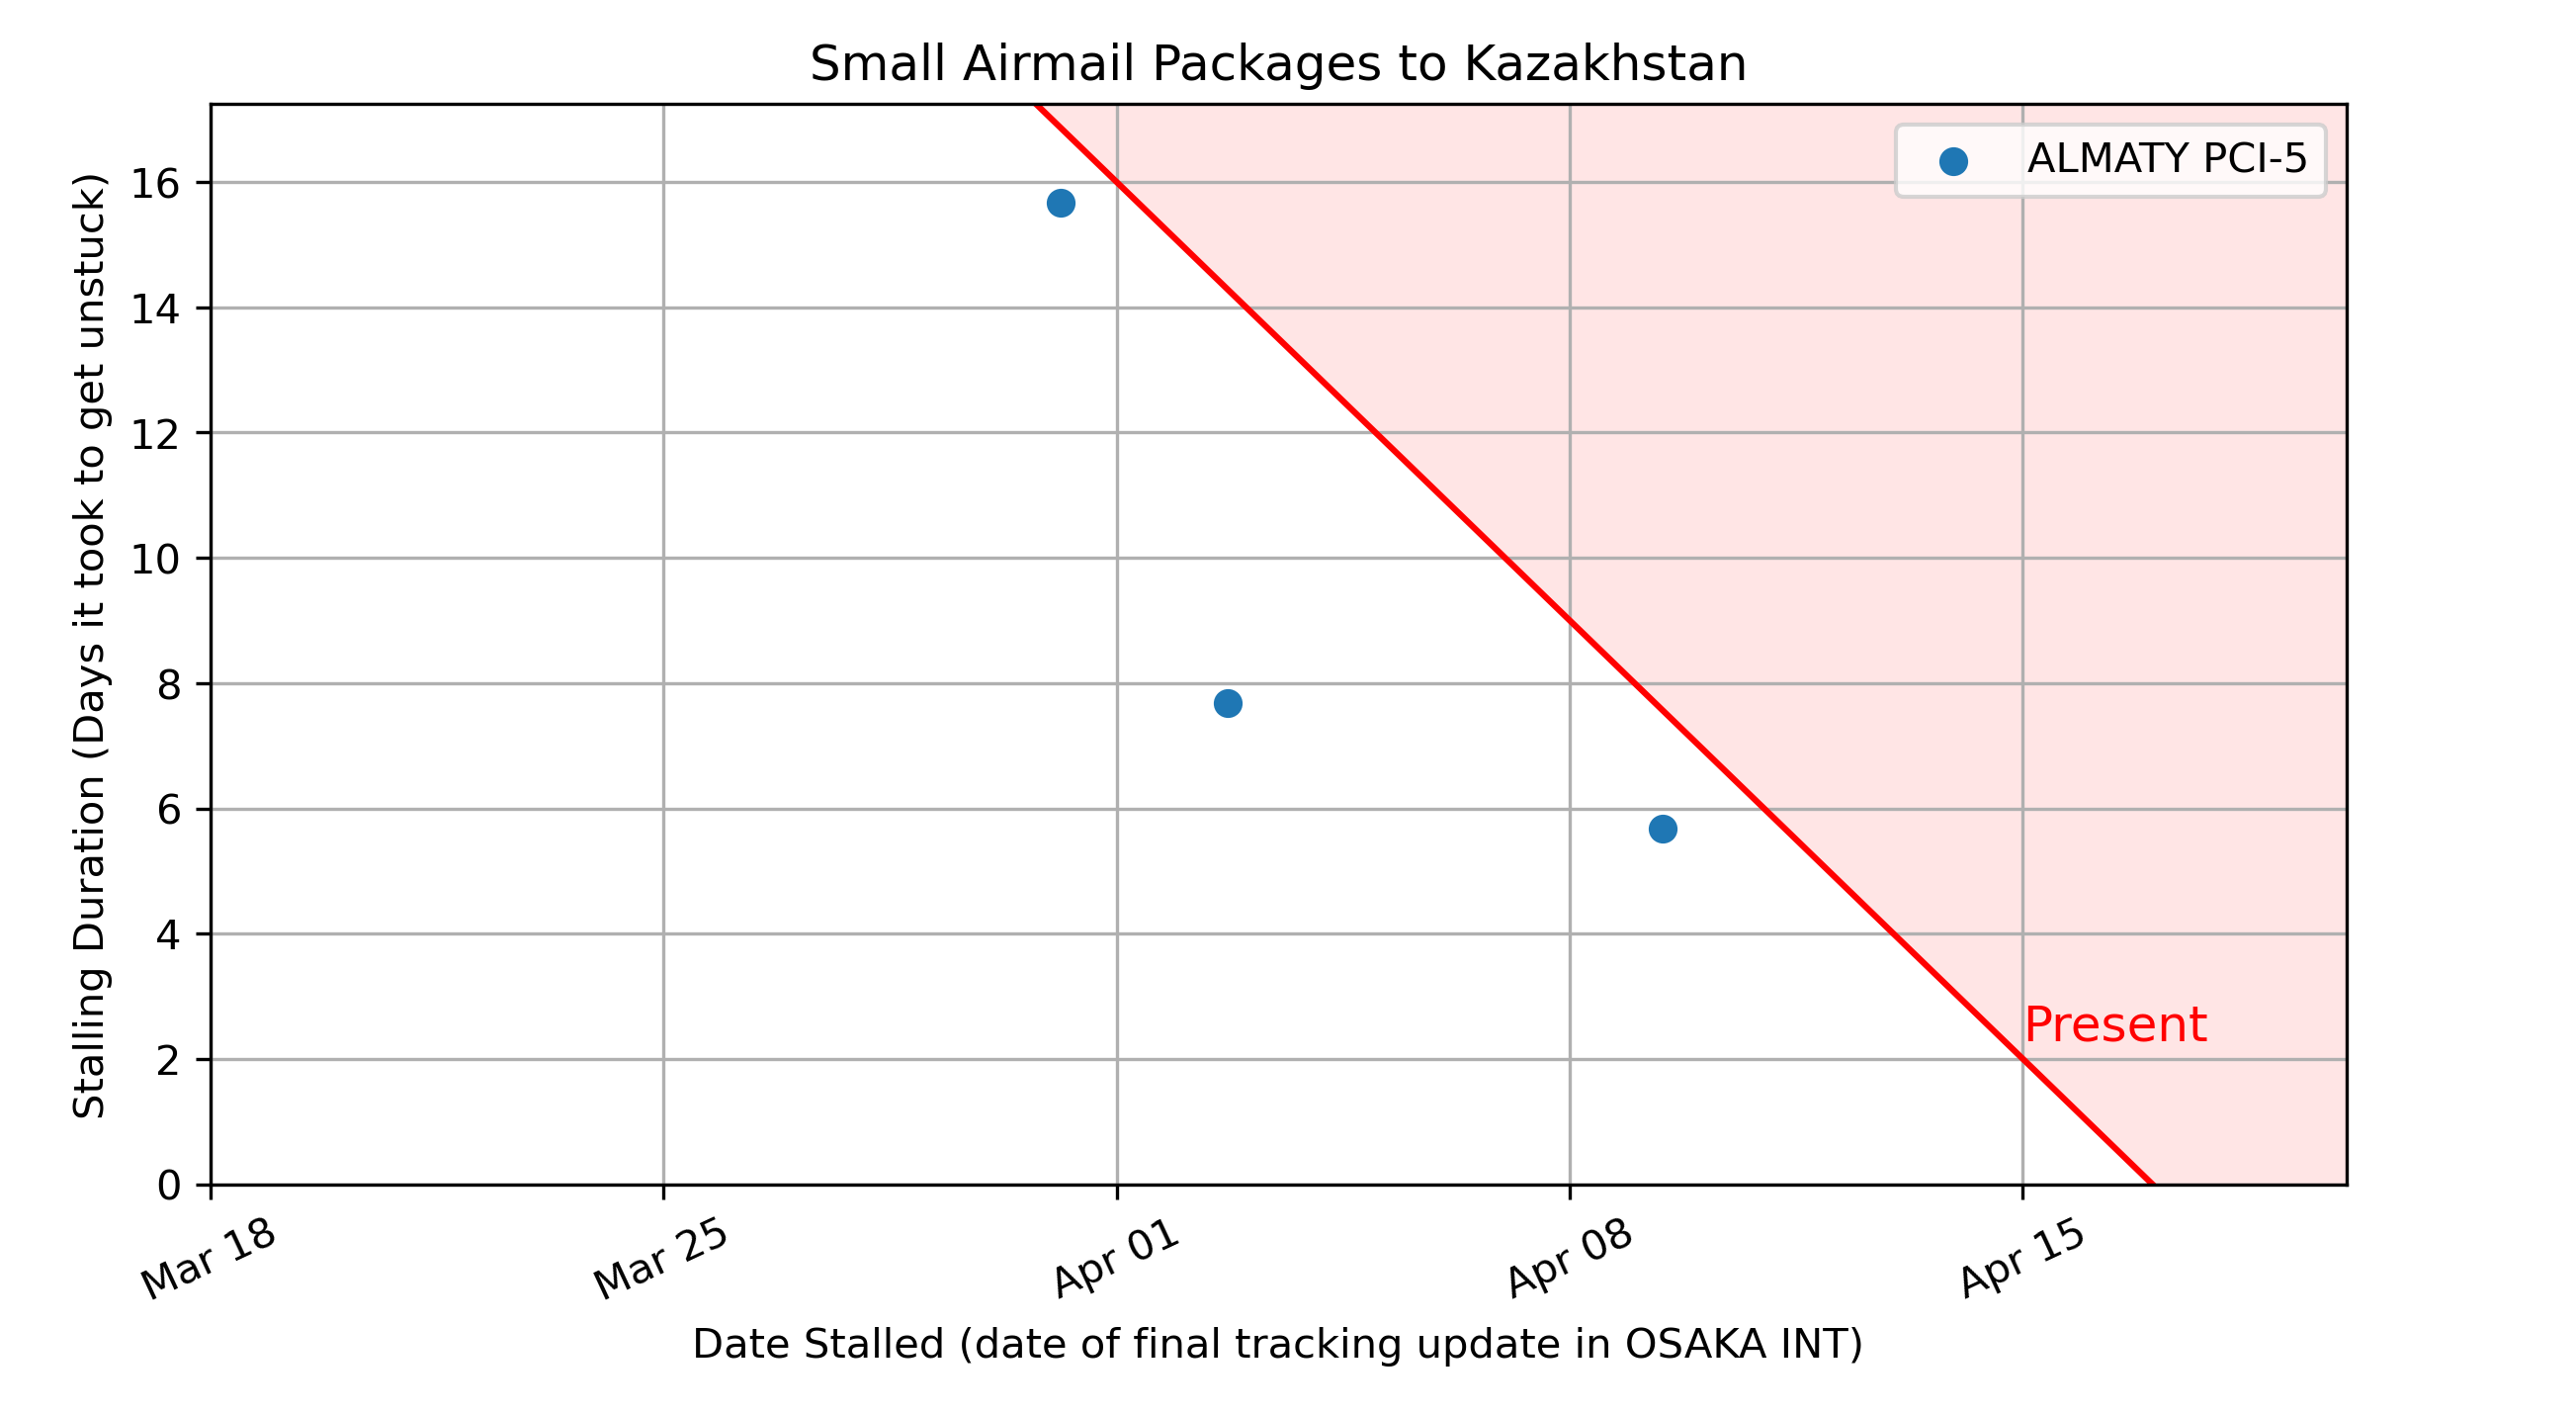 Small Airmail Packages to Kazakhstan
ALMATY PCI-5
Stalling Duration (Days it took to get unstuck)
16
14
12
10
8
6
4
2
0
Present
Mar 18
Mar 25
Apr 01
Apr 08
Apr 15
Date Stalled (date of final tracking update in OSAKA INT)